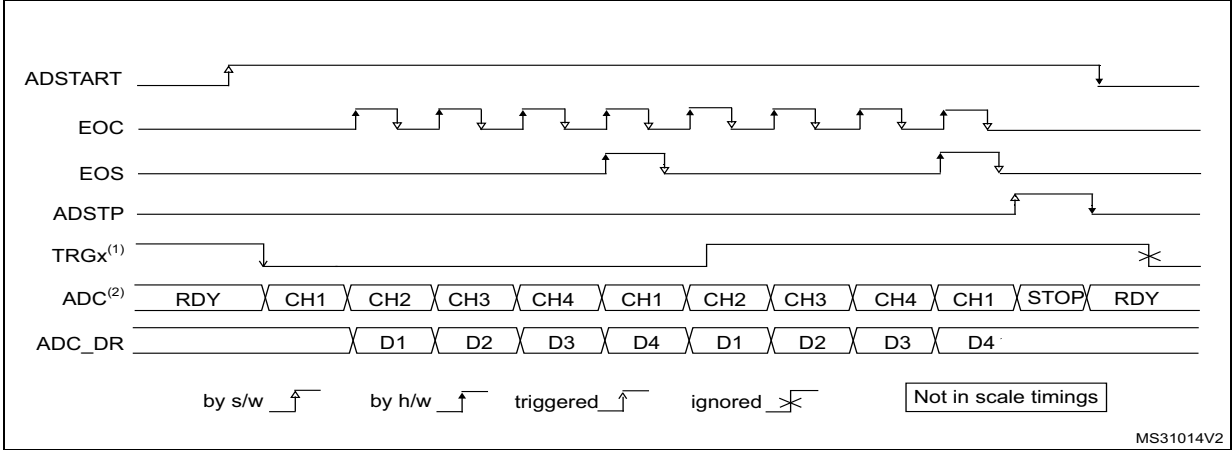 ADSTART
EOC
EOS
ADSTP
TRGx(1)
ADC(2) RDY CH1 CH2 CH3 CH4 CH1 CH2 CH3 CH4 CH1 STOP RDY
ADC_DR D1 D2 D3 D4 D1 D2 D3 D4
by s/w by h/w triggered ignored Not in scale timings
MS31014V2